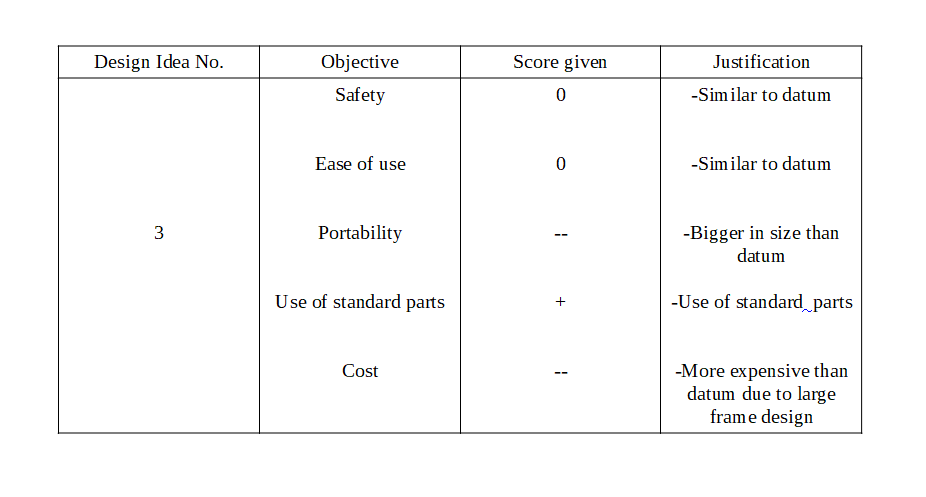 Design Idea No. Objective Score given Justification
Safety 0 -Similar to datum
Ease of use 0 -Similar to datum
3 Portability -- -Bigger in size than
datum
Use of standard parts + -Use of standard parts
Cost -- -More expensive than
datum due to large
frame design